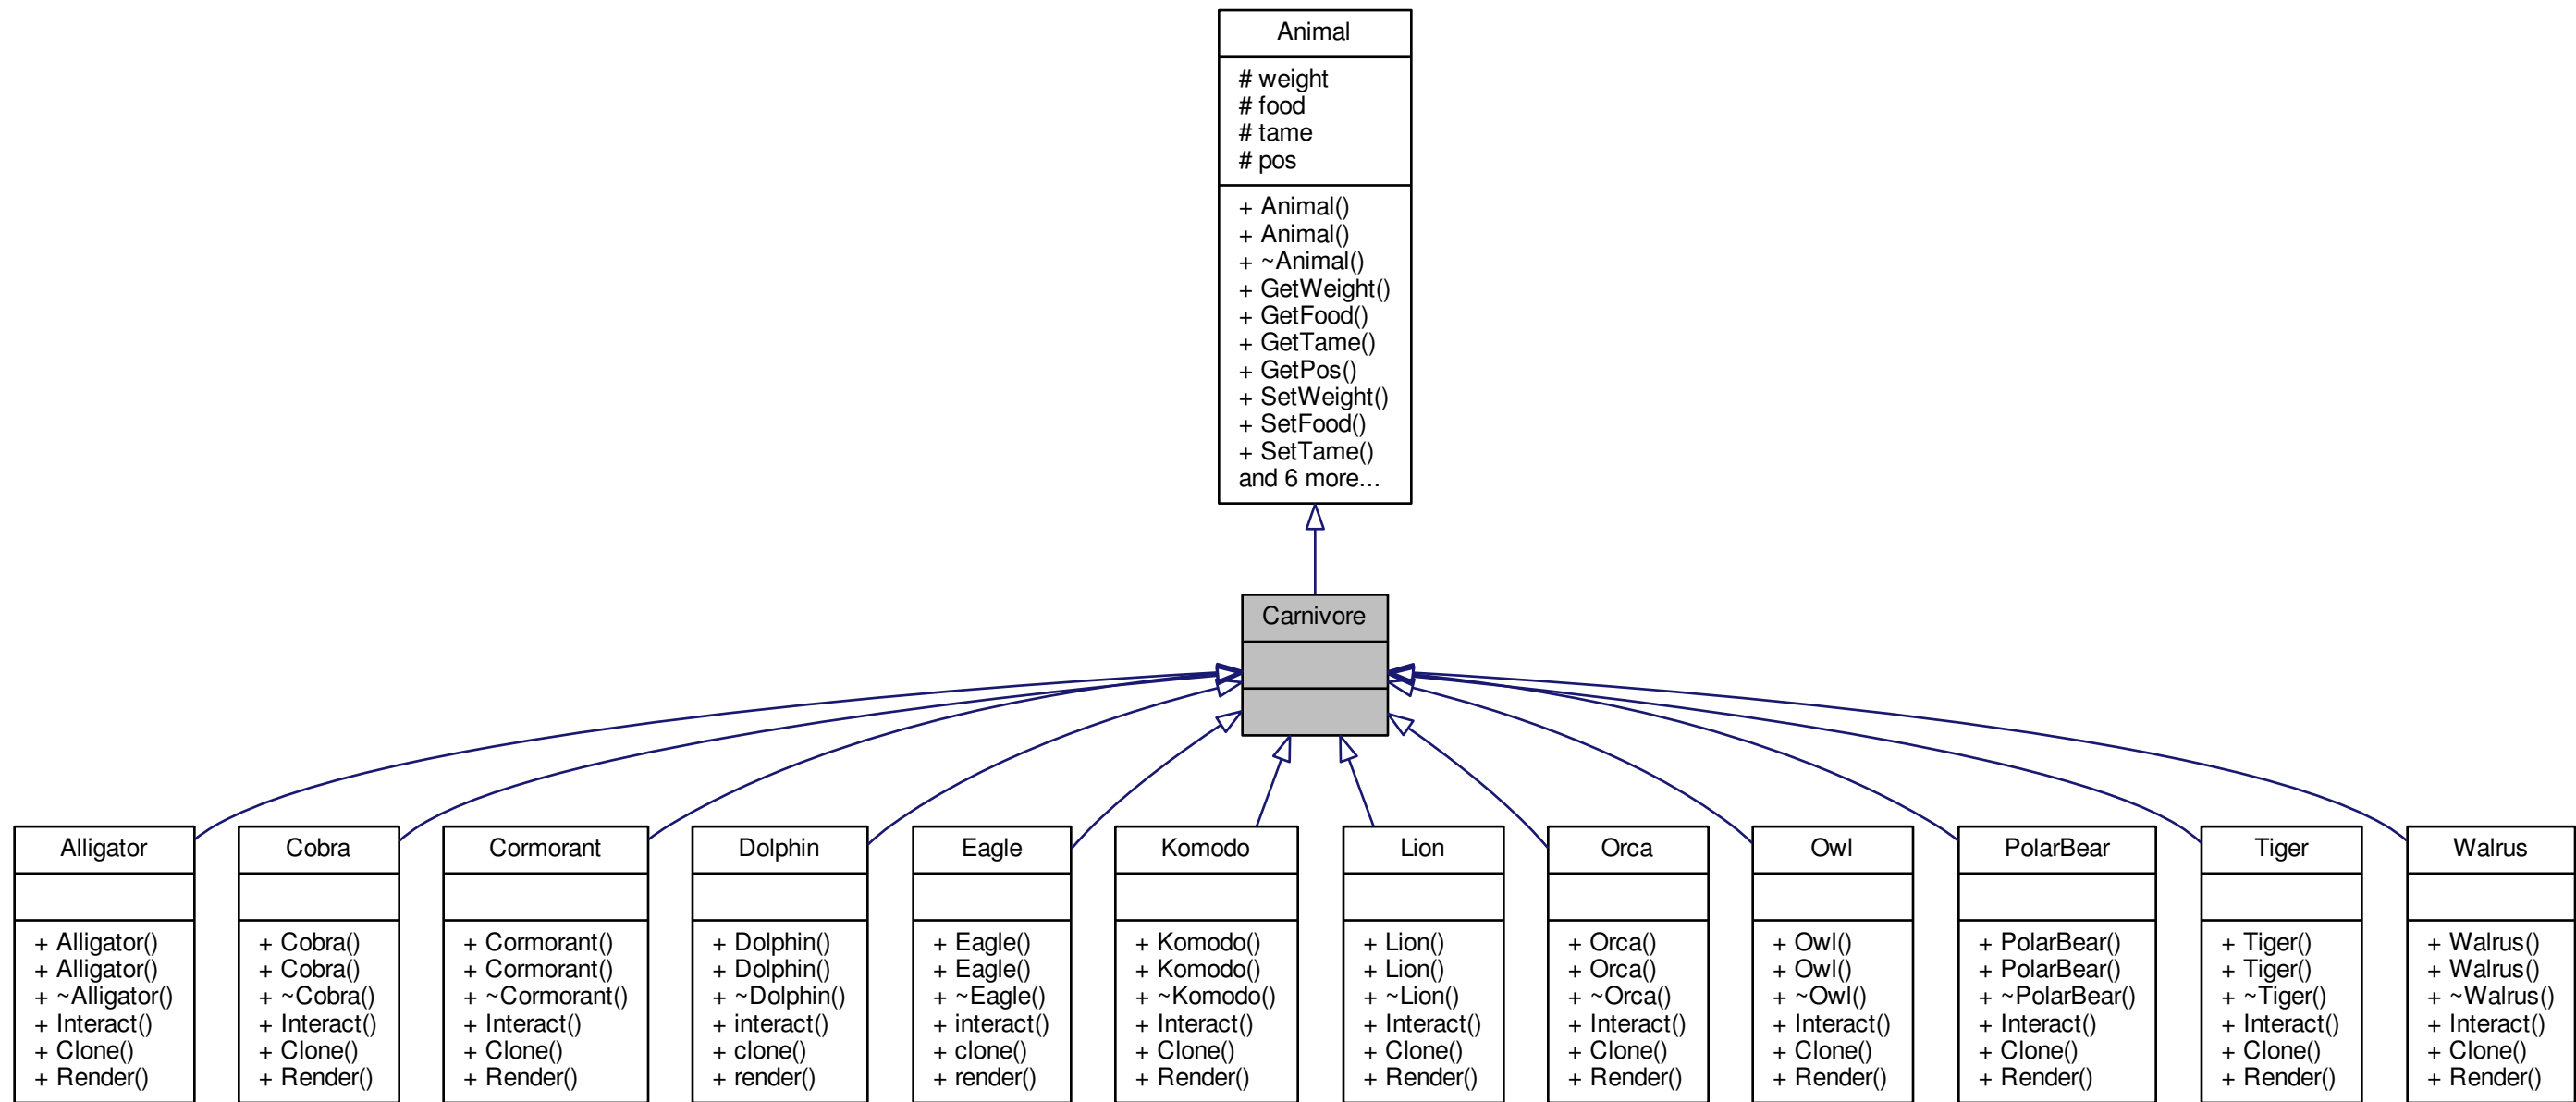 Animal
# weight
# food
# tame
# pos
+ Animal()
+ Animal()
+ ~Animal()
+ GetWeight()
+ GetFood()
+ GetTame()
+ GetPos()
+ SetWeight()
+ SetFood()
+ SetTame()
and 6 more...
Carnivore
Alligator
+ Alligator()
+ Alligator()
+ ~Alligator()
+ Interact()
+ Clone()
+ Render()
Cobra
+ Cobra()
+ Cobra()
+ ~Cobra()
+ Interact()
+ Clone()
+ Render()
Cormorant
+ Cormorant()
+ Cormorant()
+ ~Cormorant()
+ Interact()
+ Clone()
+ Render()
Dolphin
+ Dolphin()
+ Dolphin()
+ ~Dolphin()
+ interact()
+ clone()
+ render()
Eagle
+ Eagle()
+ Eagle()
+ ~Eagle()
+ interact()
+ clone()
+ render()
Komodo
+ Komodo()
+ Komodo()
+ ~Komodo()
+ Interact()
+ Clone()
+ Render()
Lion
+ Lion()
+ Lion()
+ ~Lion()
+ Interact()
+ Clone()
+ Render()
Orca
+ Orca()
+ Orca()
+ ~Orca()
+ Interact()
+ Clone()
+ Render()
Owl
+ Owl()
+ Owl()
+ ~Owl()
+ Interact()
+ Clone()
+ Render()
PolarBear
+ PolarBear()
+ PolarBear()
+ ~PolarBear()
+ Interact()
+ Clone()
+ Render()
Tiger
+ Tiger()
+ Tiger()
+ ~Tiger()
+ Interact()
+ Clone()
+ Render()
Walrus
+ Walrus()
+ Walrus()
+ ~Walrus()
+ Interact()
+ Clone()
+ Render()